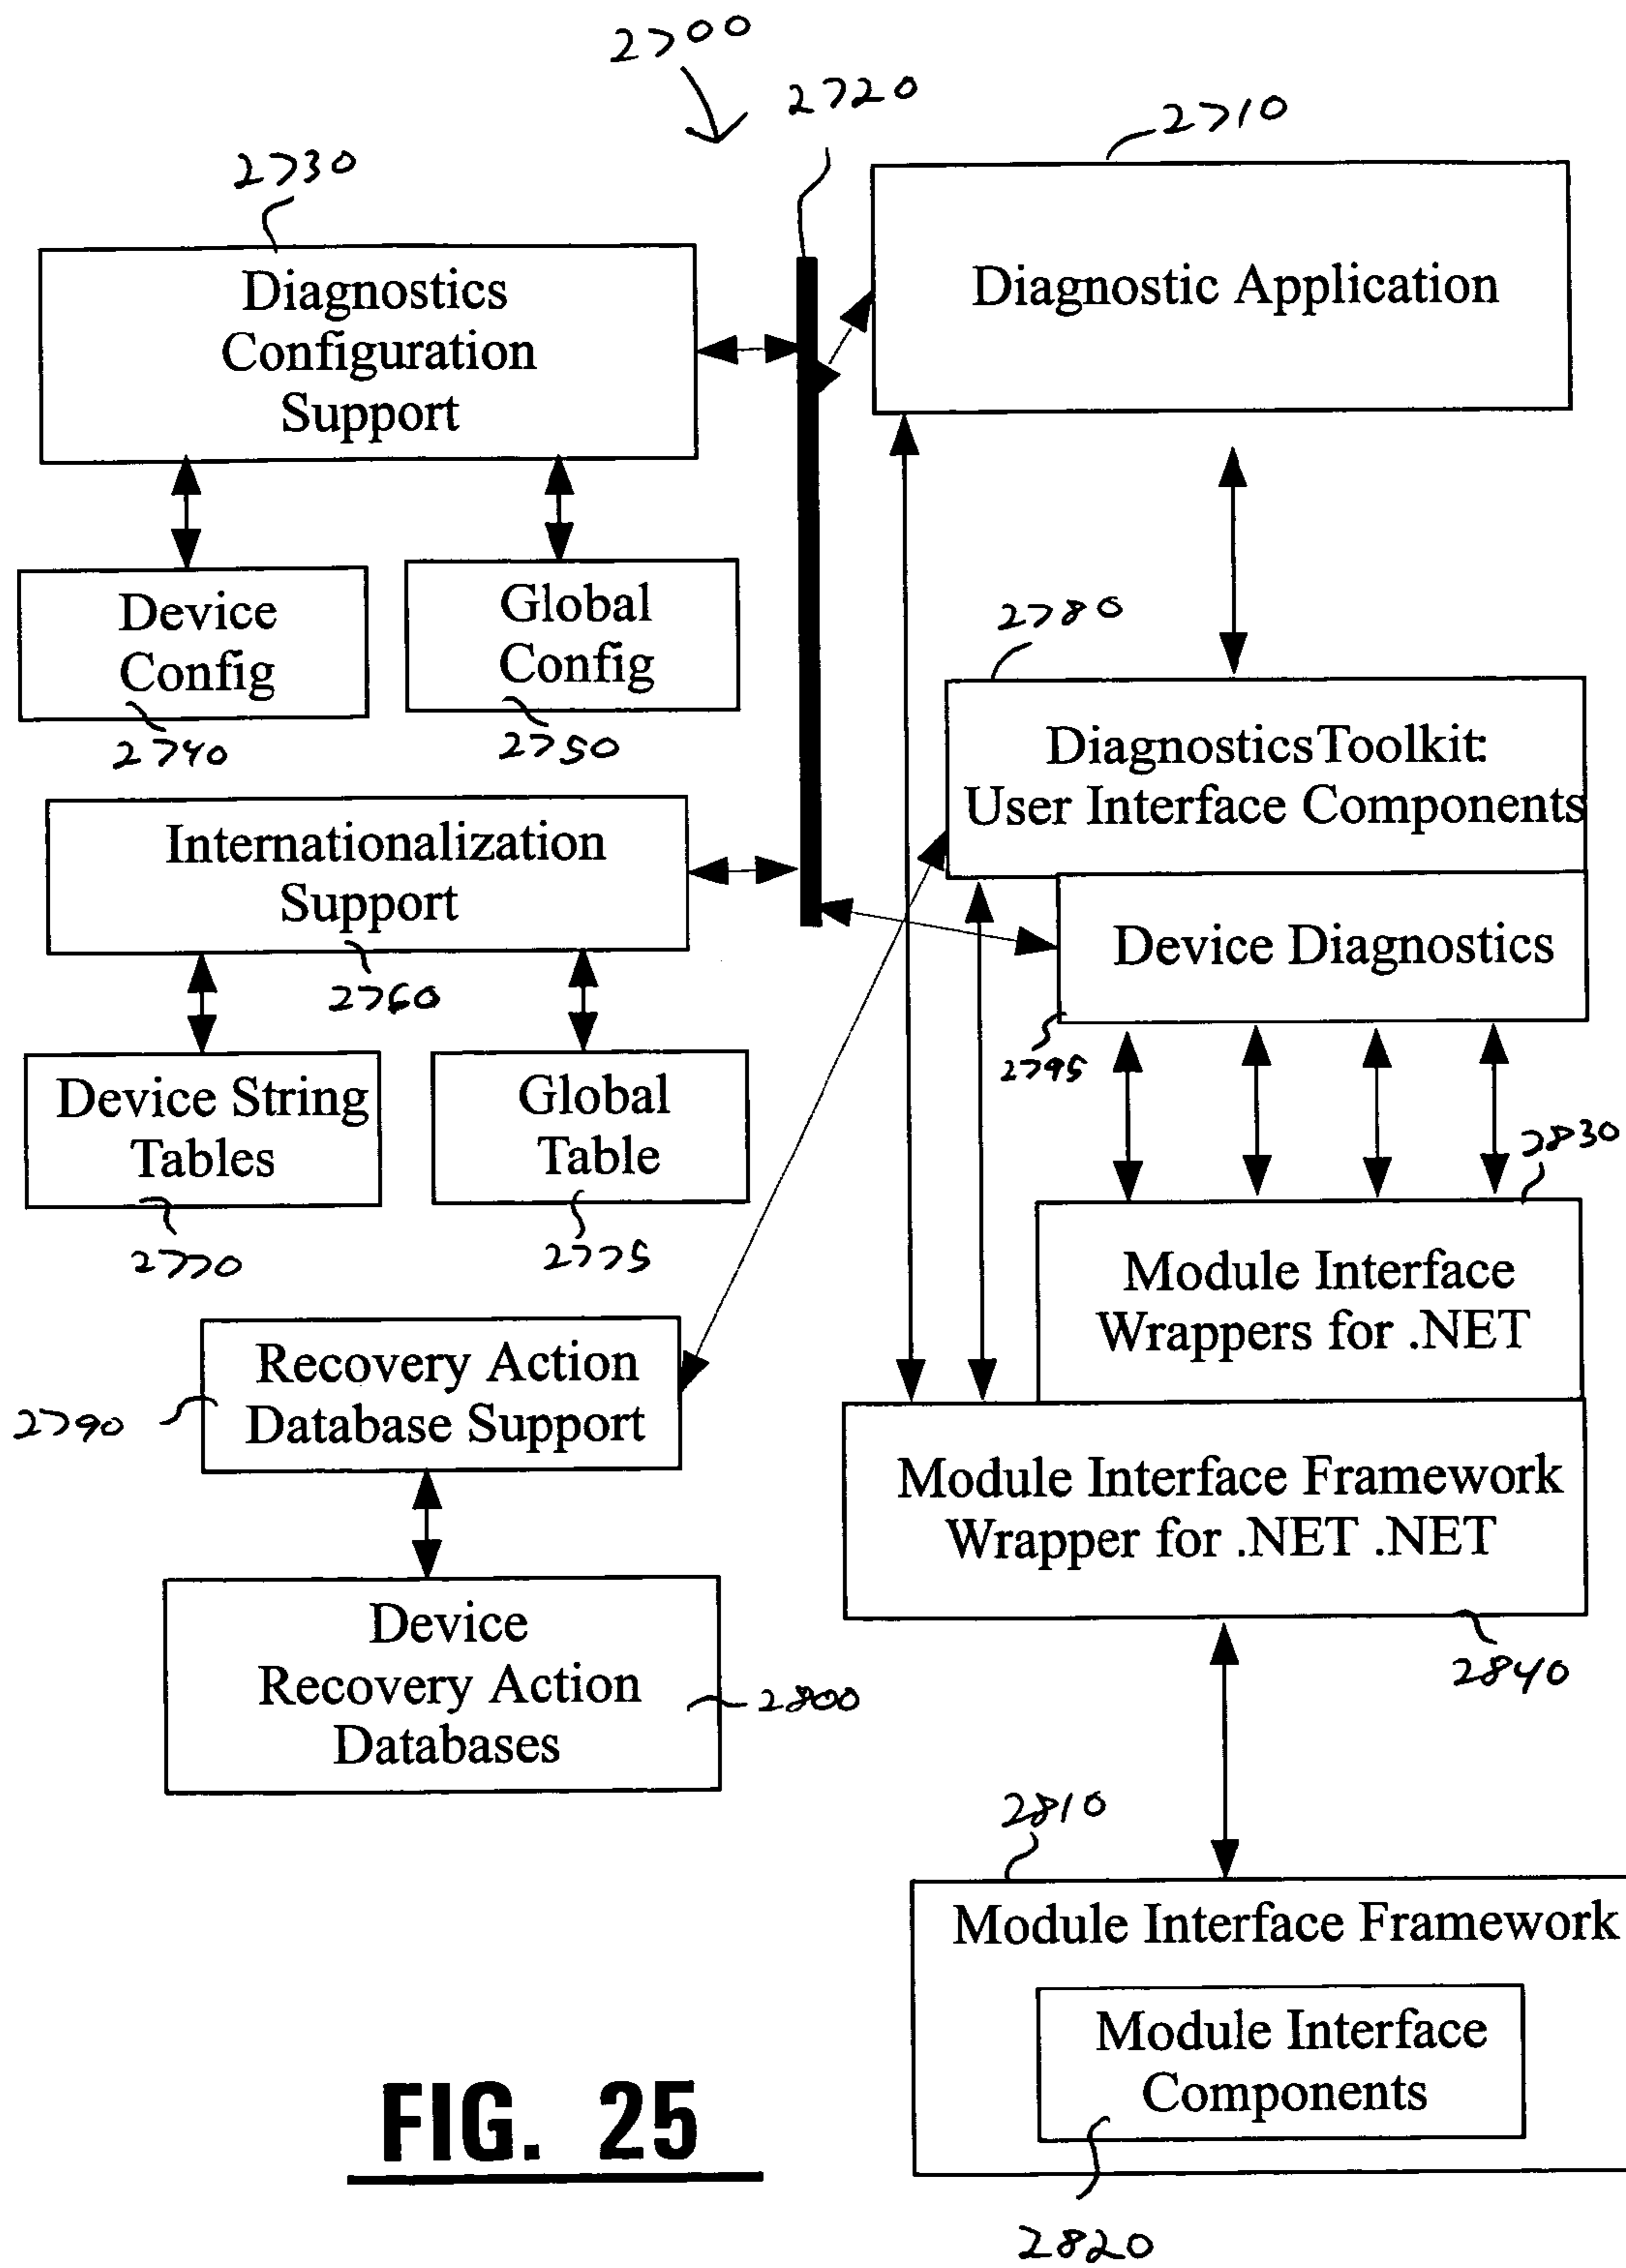 2700
2720
2710
2730
Diagnostics
Configuration
Support
Diagnostic Application
Device
Config
2740
Global
Config
2750
2780
DiagnosticsToolkit:
User Interface Components
Internationalization
Support
2760
Device Diagnostics
2795
Device String
Tables
2770
Global
Table
2775
2830
Module Interface
Wrappers for .NET
Recovery Action
Database Support
2790
Module Interface Framework
Wrapper for .NET .NET
2840
Device
Recovery Action
Databases
2800
2810
Module Interface Framework
Module Interface
Components
2820
FIG. 25